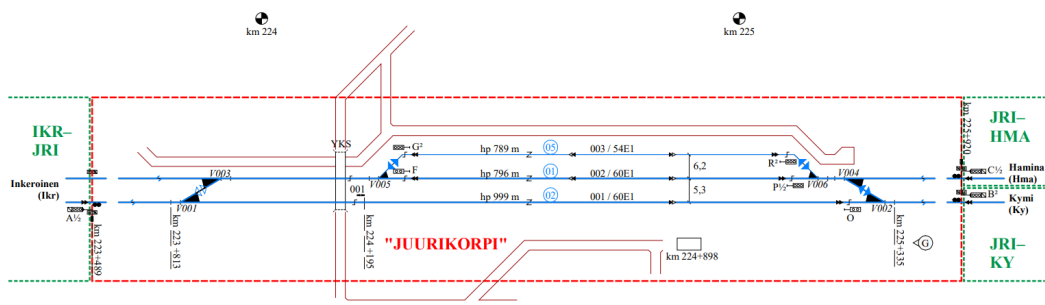 km 224
km 225
IKR–
JRI
JRI–
HMA
YKS
G²
hp 789 m
05
003 / 54E1
R²
km 225+920
V003
V005
F
hp 796 m
01
002 / 60E1
6,2
P½
V006
V004
C½
Hamina
(Hma)
Inkeroinen
(Ikr)
001
hp 999 m
02
001 / 60E1
5,3
B²
Kymi
(Ky)
A½
V001
O
V002
km 223+489
km 223+813
km 224+105
"JUURIKORPI"
km 224+898
km 225+335
G
JRI–
KY